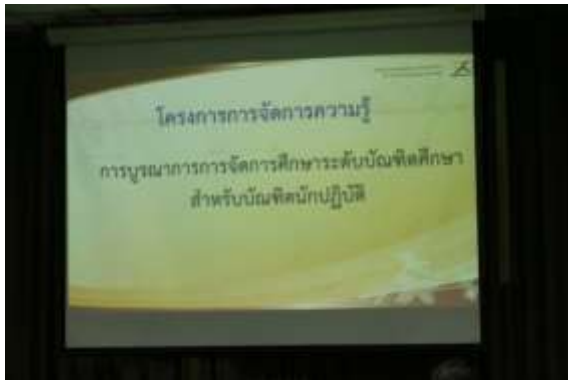 โครงการการจัดการความรู้
การบูรณาการการจัดการศึกษาระดับบัณฑิตศึกษา
สำหรับบัณฑิตนักปฏิบัติ